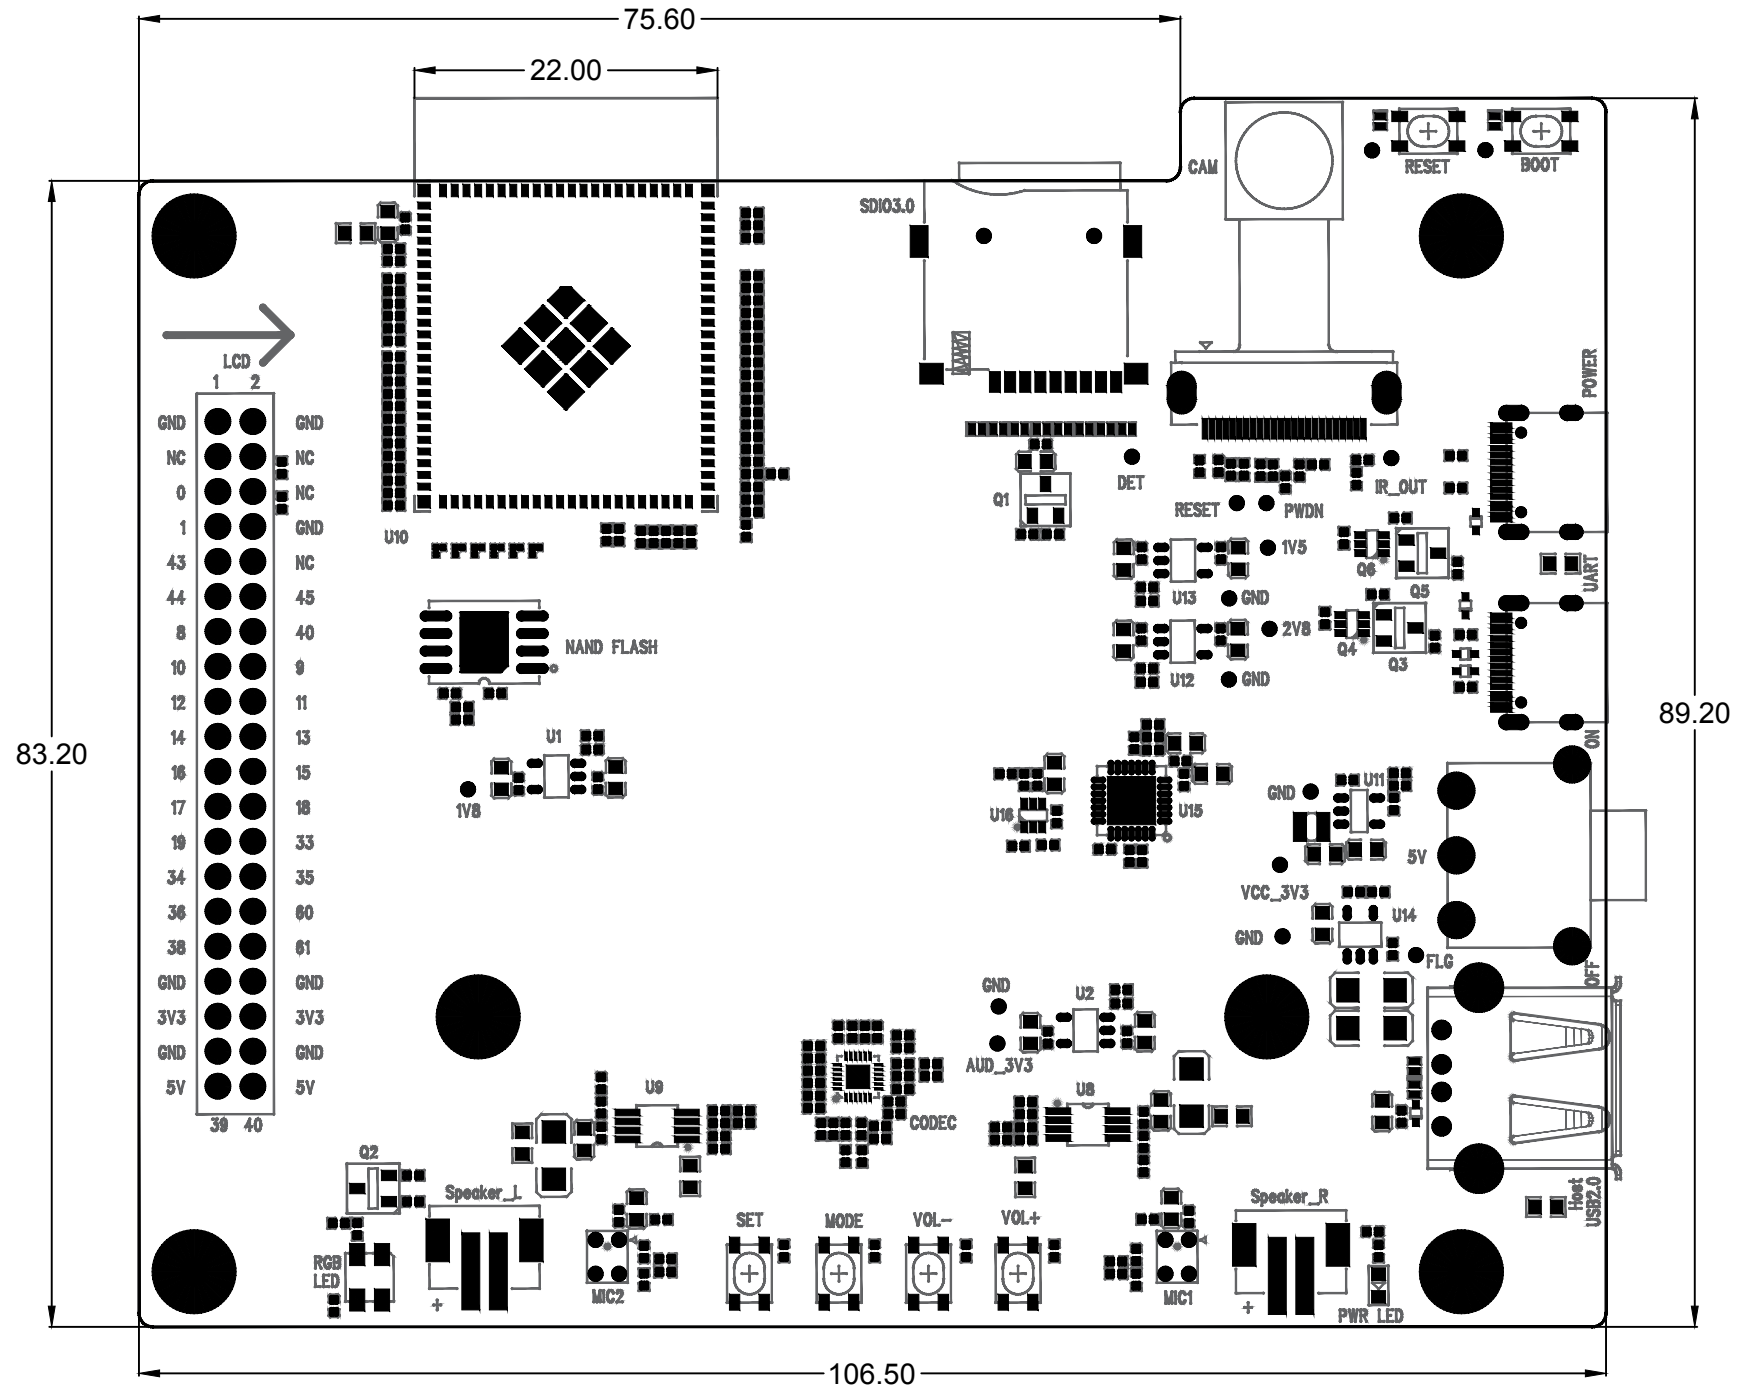 75.60
22.00
CAM
RESET
BOOT
SDIO3.0
LCD
1 2
POWER
GND GND
NC NC
0 NC
1 GND
43 NC
44 45
8 40
10 9
12 11
14 13
16 15
17 18
19 33
34 35
36 60
38 61
GND GND
3V3 3V3
GND GND
5V 5V
39 40
U10
DET
Q1
RESET
PWDN
IR_OUT
1V5
Q6
Q5
UART
U13
GND
2V8
Q4
Q3
NAND FLASH
U12
GND
89.20
83.20
U1
ON
1V8
U16
U15
GND
U11
5V
VCC_3V3
U14
GND
FLG
OFF
GND
U2
AUD_3V3
U9
U8
CODEC
Q2
Speaker_L
Speaker_R
Host
USB2.0
SET
MODE
VOL-
VOL+
RGB
LED
MIC2
MIC1
+
+
PWR LED
106.50